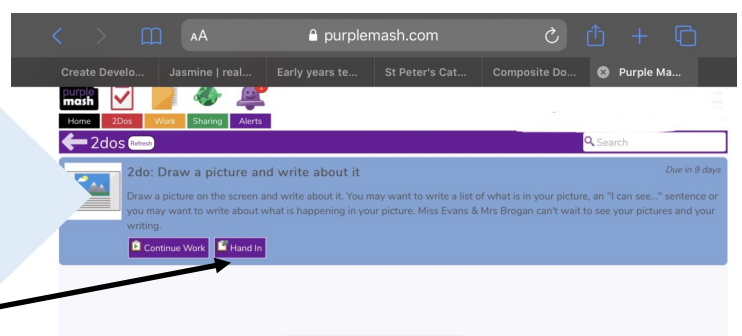 AA purplemash.com
Create Develo... Jasmine | real... Early years te... St Peter's Cat... Composite Do... Purple Ma...
purple
mash
Home 2Dos Work Sharing Alerts
2dos Refresh Search
2do: Draw a picture and write about it Due in 9 days
Draw a picture on the screen and write about it. You may want to write a list of what is in your picture, an "I can see..." sentence or
you may want to write about what is happening in your picture. Miss Evans & Mrs Brogan can't wait to see your pictures and your
writing.
Continue Work Hand In